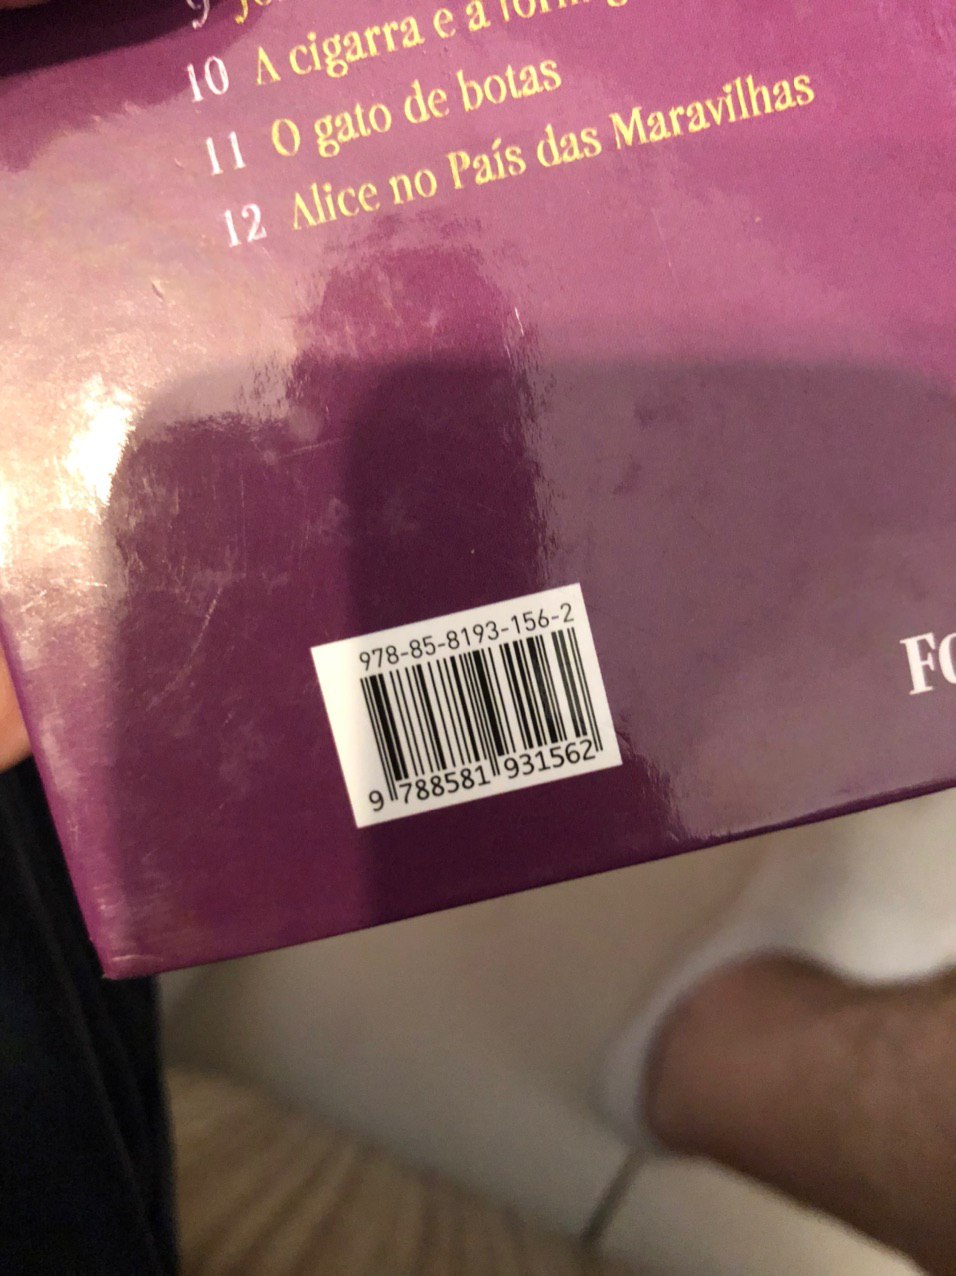 9
10 A cigarra e a
11 O gato de botas
12 Alice no País das Maravilhas
978-85-8193-156-2
9 788581 931562